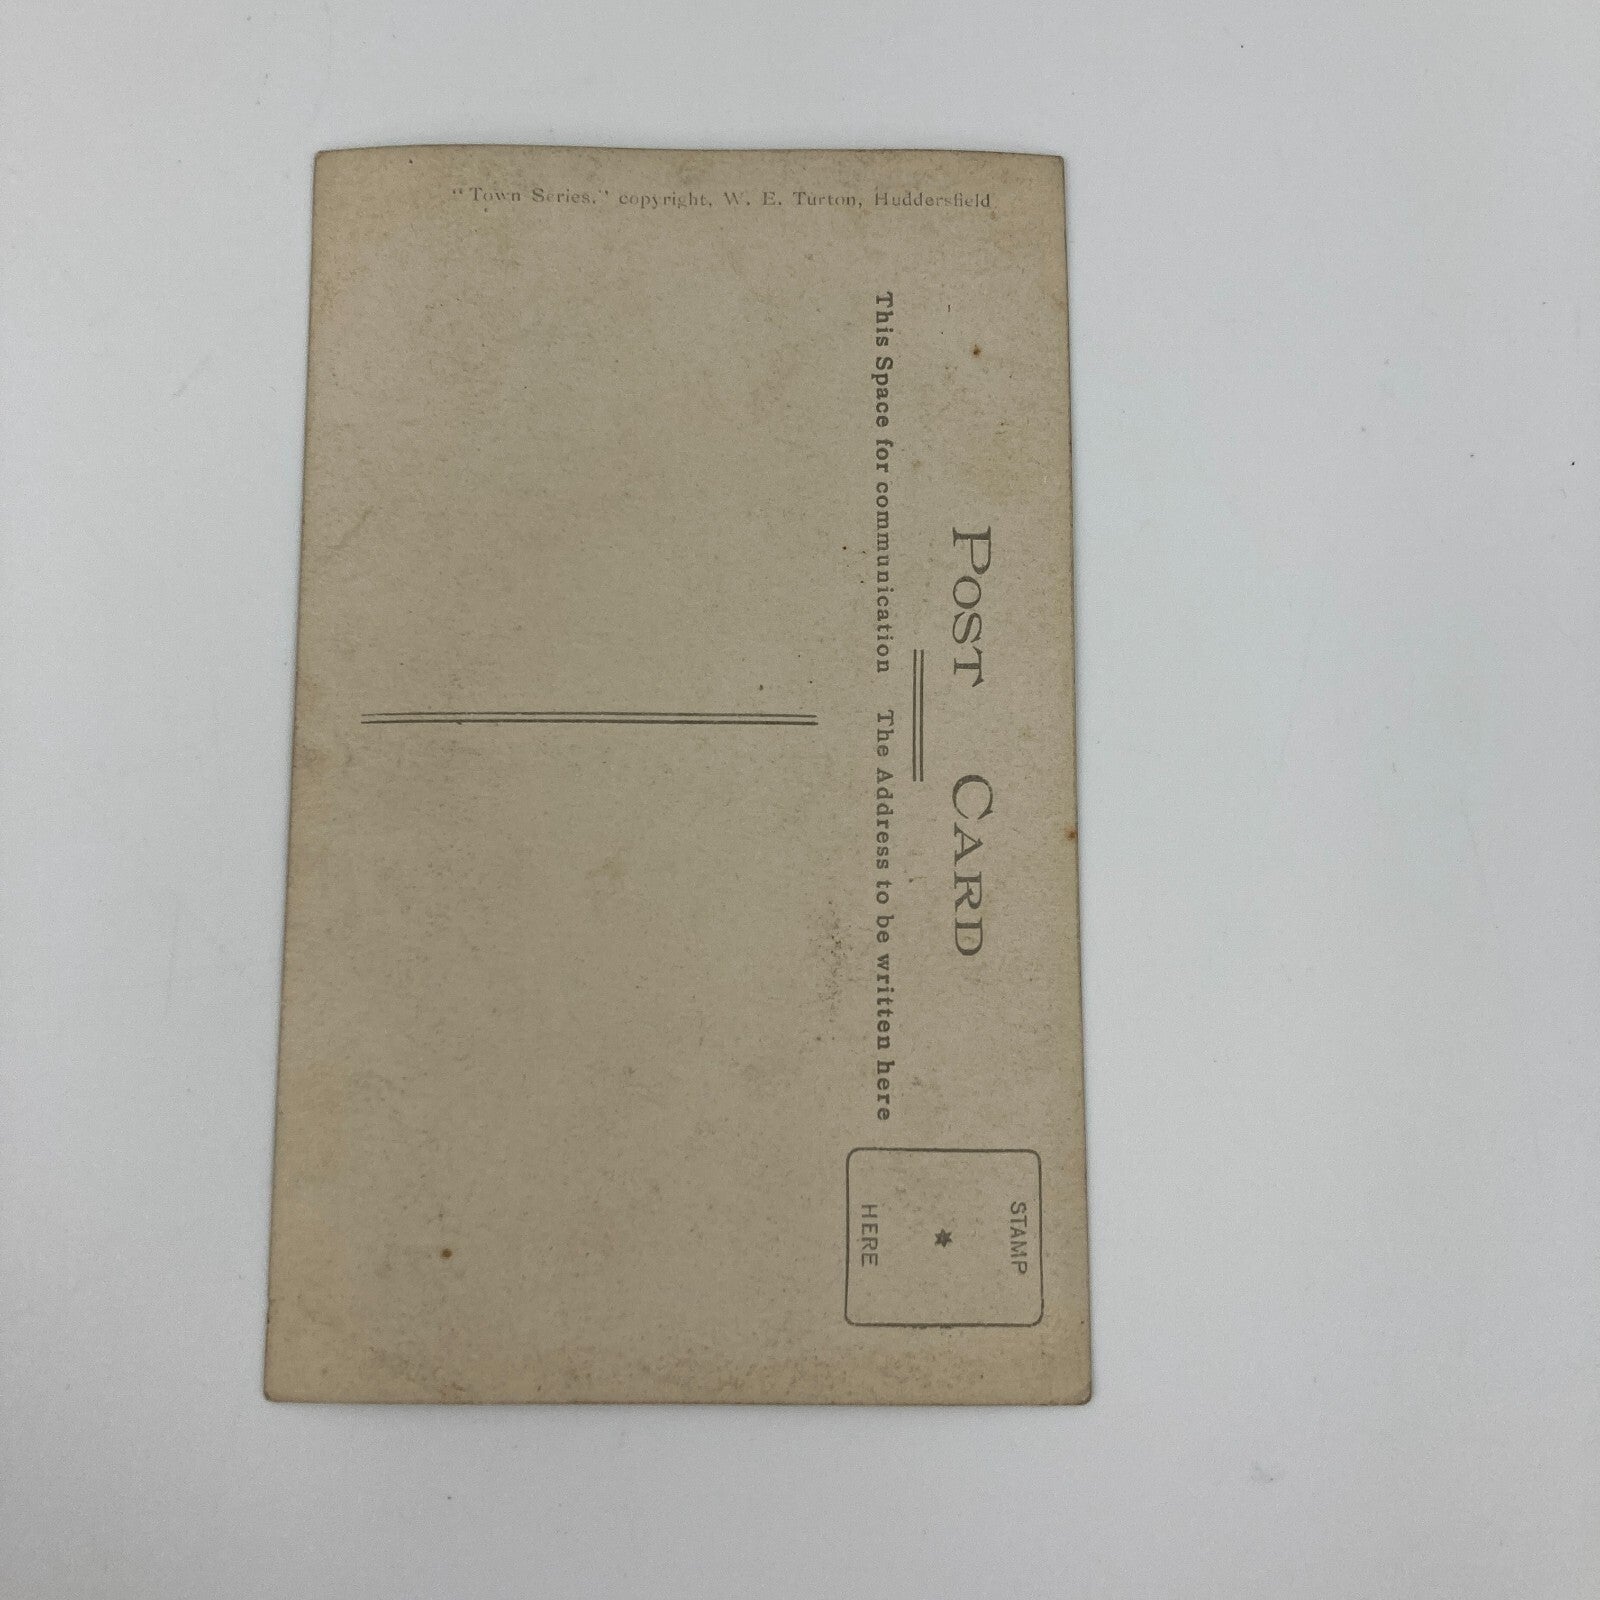 "Town Series." copyright, W. E. Turton, Huddersfield
POST CARD
This Space for communication The Address to be written here
STAMP
HERE